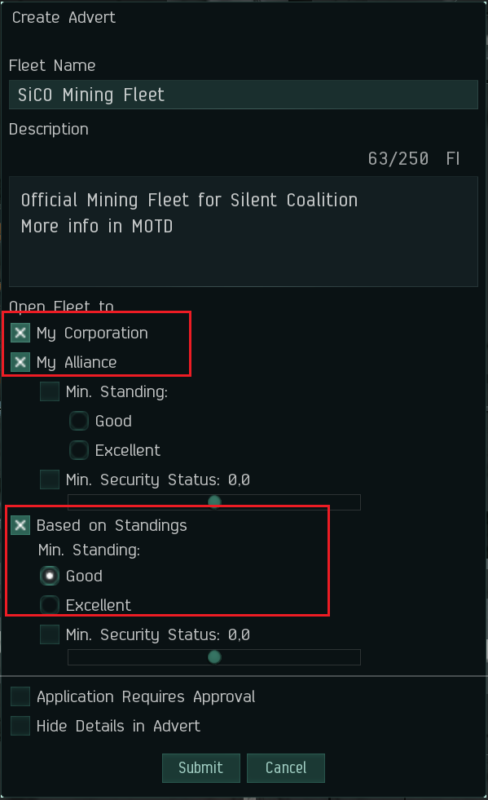 Create Advert
Fleet Name
SiCO Mining Fleet
Description
63/250 Fl
Official Mining Fleet for Silent Coalition
More info in MOTD
Open Fleet to
My Corporation
My Alliance
Min. Standing:
Good
Excellent
Min. Security Status: 0,0
Based on Standings
Min. Standing:
Good
Excellent
Min. Security Status: 0,0
Application Requires Approval
Hide Details in Advert
Submit Cancel